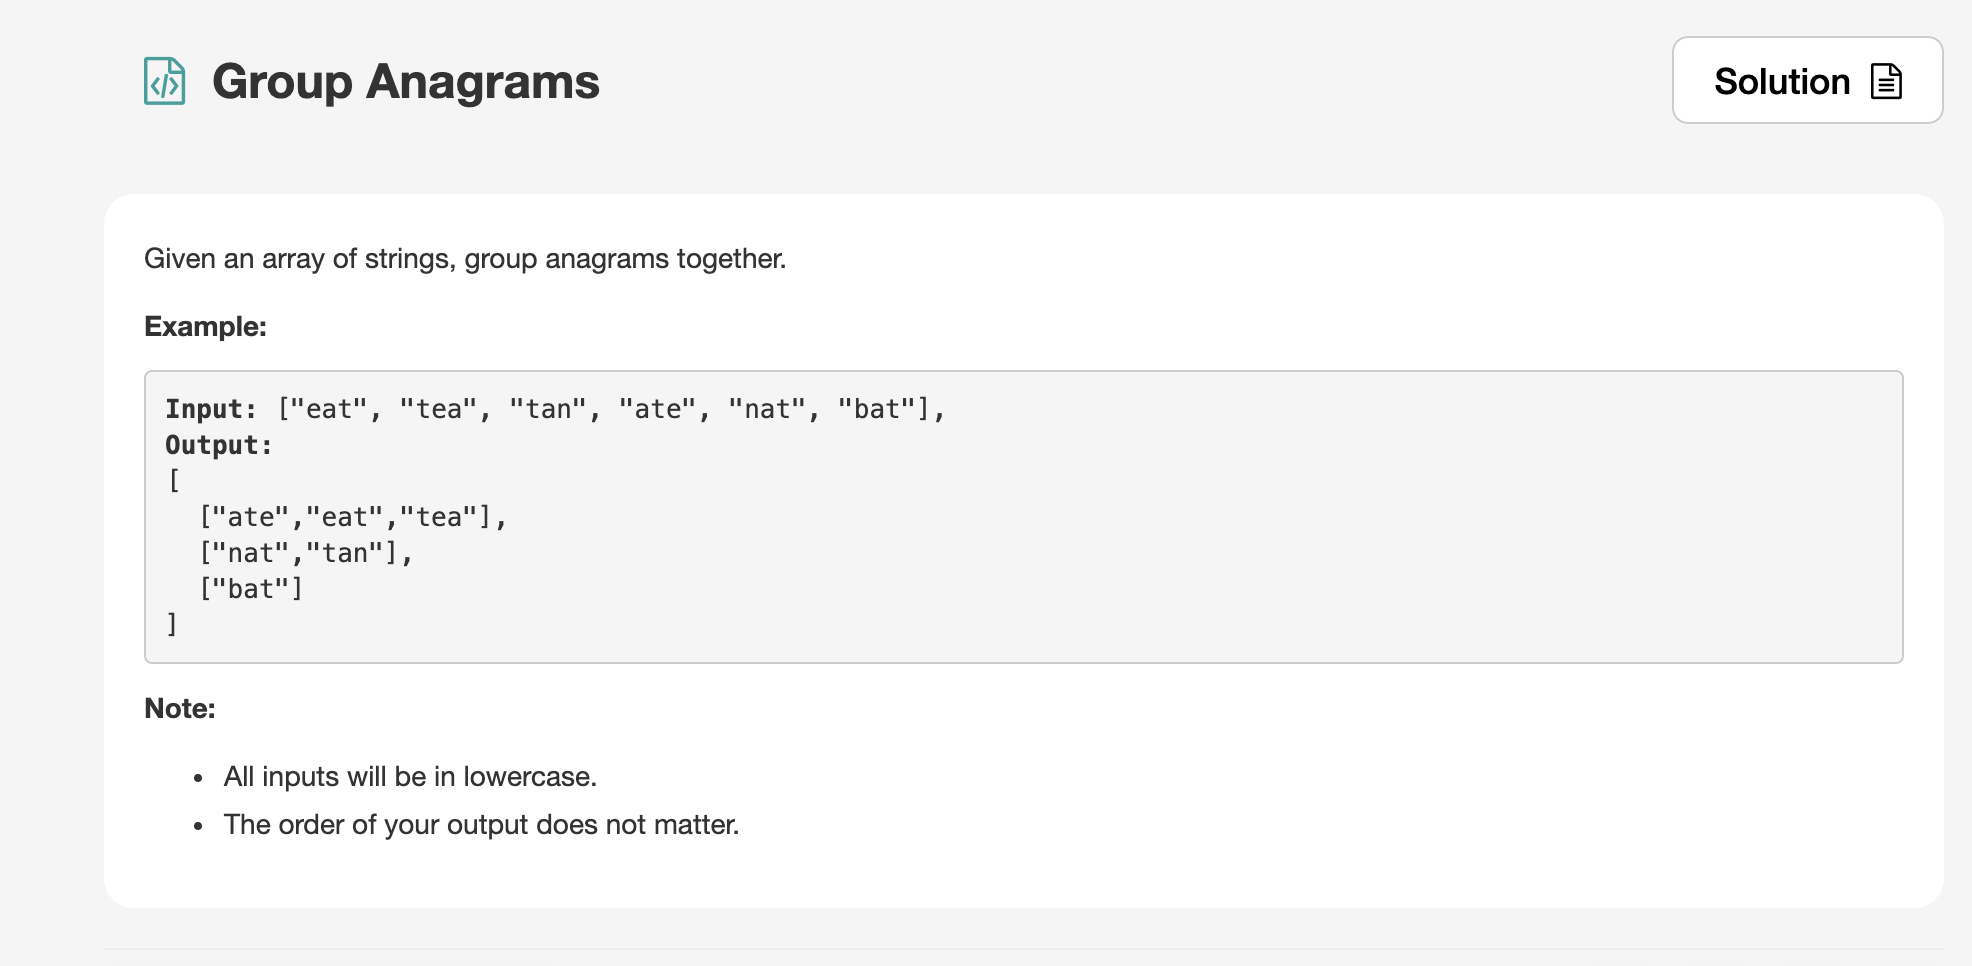 Group Anagrams
Solution
Given an array of strings, group anagrams together.
Example:
Input: ["eat", "tea", "tan", "ate", "nat", "bat"],
Output:
[
  ["ate","eat","tea"],
  ["nat","tan"],
  ["bat"]
]
Note:
• All inputs will be in lowercase.
• The order of your output does not matter.